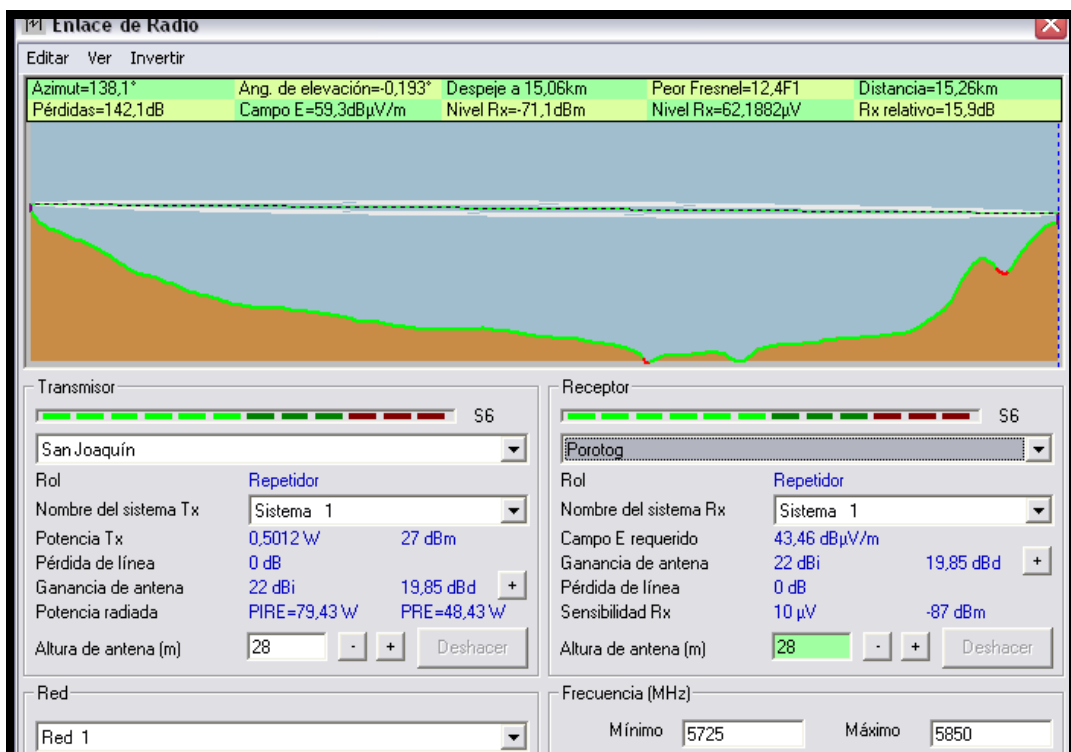 Enlace de Radio
Editar Ver Invertir
Azimut=138,1° Ang. de elevación=-0,193° Despeje a 15,06km Peor Fresnel=12,4F1 Distancia=15,26km
Pérdidas=142,1dB Campo E=59,3dBµV/m Nivel Rx=-71,1dBm Nivel Rx=62,1882µV Rx relativo=15,9dB
Transmisor
S6
San Joaquín
Rol Repetidor
Nombre del sistema Tx Sistema 1
Potencia Tx 0,5012 W 27 dBm
Pérdida de línea 0 dB
Ganancia de antena 22 dBi 19,85 dBd +
Potencia radiada PIRE=79,43 W PRE=48,43 W
Altura de antena (m) 28 - + Deshacer
Red
Red 1
Receptor
S6
Porotog
Rol Repetidor
Nombre del sistema Rx Sistema 1
Campo E requerido 43,46 dBµV/m
Ganancia de antena 22 dBi 19,85 dBd +
Pérdida de línea 0 dB
Sensibilidad Rx 10 µV -87 dBm
Altura de antena (m) 28 - + Deshacer
Frecuencia (MHz)
Mínimo 5725 Máximo 5850